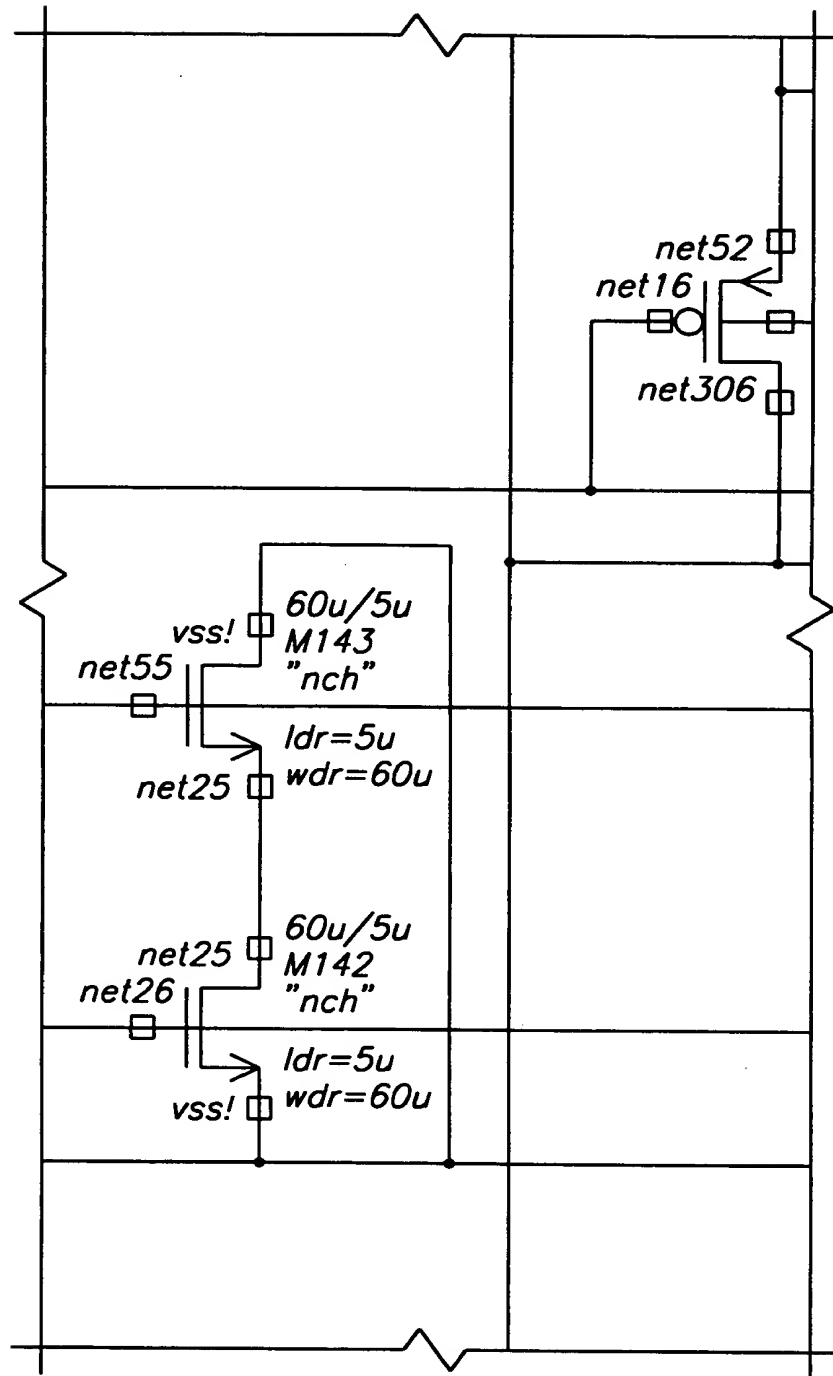 net52
net16
net306
60u/5u
vss!
M143
net55
"nch"
ldr=5u
net25
wdr=60u
60u/5u
net25
M142
net26
"nch"
ldr=5u
vss!
wdr=60u